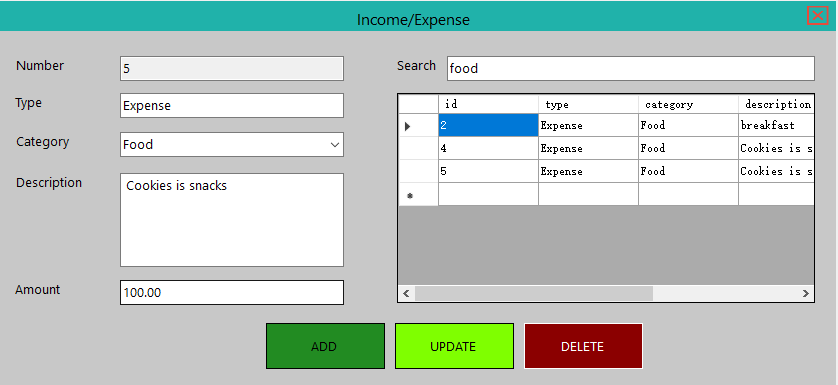 Income/Expense
Number 5
Type Expense
Category Food
Description Cookies is snacks
Amount 100.00
Search food
id type category description
2 Expense Food breakfast
4 Expense Food Cookies is s
5 Expense Food Cookies is s
ADD UPDATE DELETE